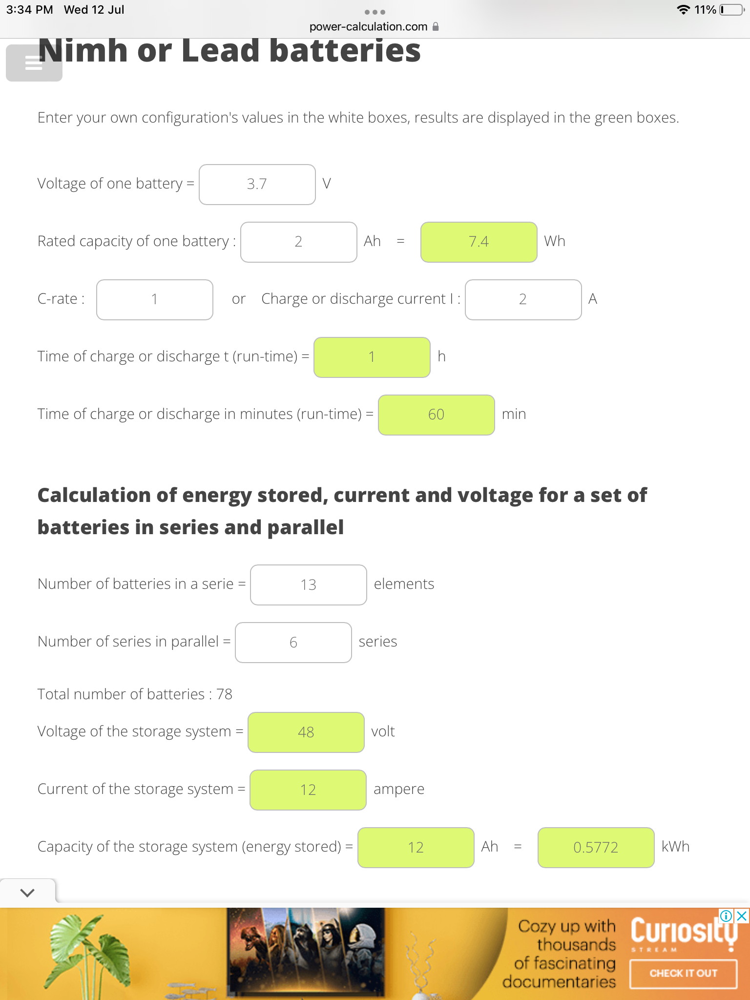 3:34 PM Wed 12 Jul
11%
power-calculation.com
Nimh or Lead batteries
Enter your own configuration's values in the white boxes, results are displayed in the green boxes.
Voltage of one battery = 3.7 V
Rated capacity of one battery : 2 Ah = 7.4 Wh
C-rate : 1 or Charge or discharge current I : 2 A
Time of charge or discharge t (run-time) = 1 h
Time of charge or discharge in minutes (run-time) = 60 min
Calculation of energy stored, current and voltage for a set of
batteries in series and parallel
Number of batteries in a serie = 13 elements
Number of series in parallel = 6 series
Total number of batteries : 78
Voltage of the storage system = 48 volt
Current of the storage system = 12 ampere
Capacity of the storage system (energy stored) = 12 Ah = 0.5772 kWh
Cozy up with
thousands
of fascinating
documentaries
Curiosity
STREAM
CHECK IT OUT